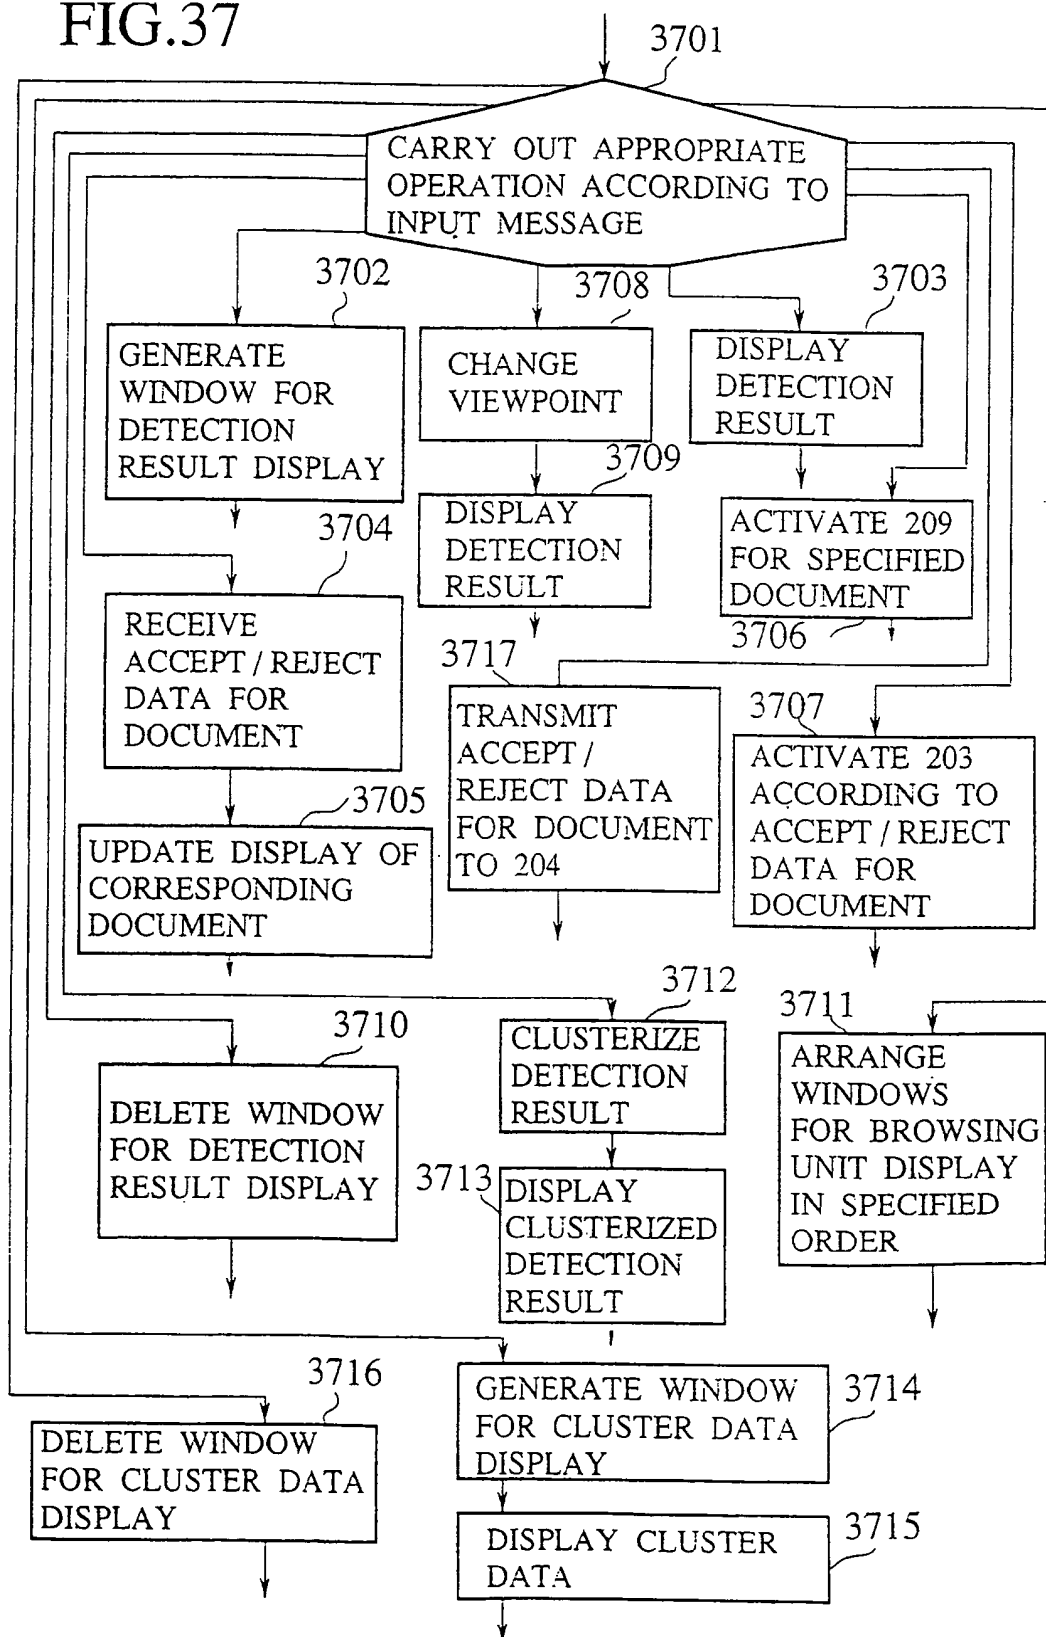 FIG.37
3701
CARRY OUT APPROPRIATE
OPERATION ACCORDING TO
INPUT MESSAGE
3702
GENERATE
WINDOW FOR
DETECTION
RESULT DISPLAY
3708
CHANGE
VIEWPOINT
3703
DISPLAY
DETECTION
RESULT
3709
DISPLAY
DETECTION
RESULT
ACTIVATE 209
FOR SPECIFIED
DOCUMENT
3706
3704
RECEIVE
ACCEPT/REJECT
DATA FOR
DOCUMENT
3717
TRANSMIT
ACCEPT/
REJECT DATA
FOR DOCUMENT
TO 204
3707
ACTIVATE 203
ACCORDING TO
ACCEPT/REJECT
DATA FOR
DOCUMENT
3705
UPDATE DISPLAY OF
CORRESPONDING
DOCUMENT
3710
DELETE WINDOW
FOR DETECTION
RESULT DISPLAY
3712
CLUSTERIZE
DETECTION
RESULT
3711
ARRANGE
WINDOWS
FOR BROWSING
UNIT DISPLAY
IN SPECIFIED
ORDER
3713
DISPLAY
CLUSTERIZED
DETECTION
RESULT
3716
DELETE WINDOW
FOR CLUSTER DATA
DISPLAY
GENERATE WINDOW
FOR CLUSTER DATA
DISPLAY
3714
DISPLAY CLUSTER
DATA
3715